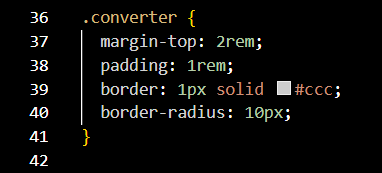 36 .converter {
37 margin-top: 2rem;
38 padding: 1rem;
39 border: 1px solid #ccc;
40 border-radius: 10px;
41 }
42